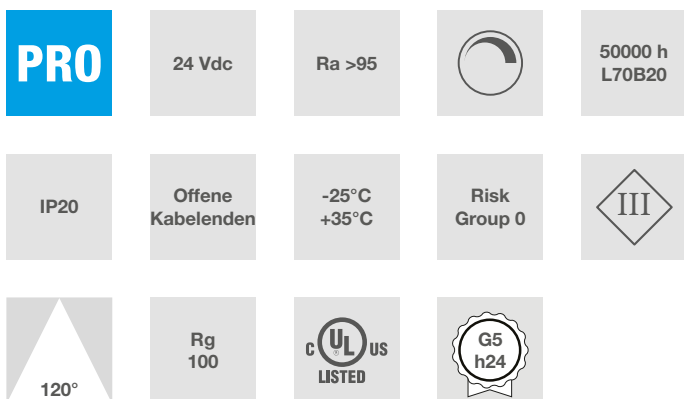 PRO
24 Vdc
Ra >95
50000 h
L70B20
IP20
Offene
Kabelenden
-25°C
+35°C
Risk
Group 0
III
120°
Rg
100
C UL US
®
LISTED
G5
h24